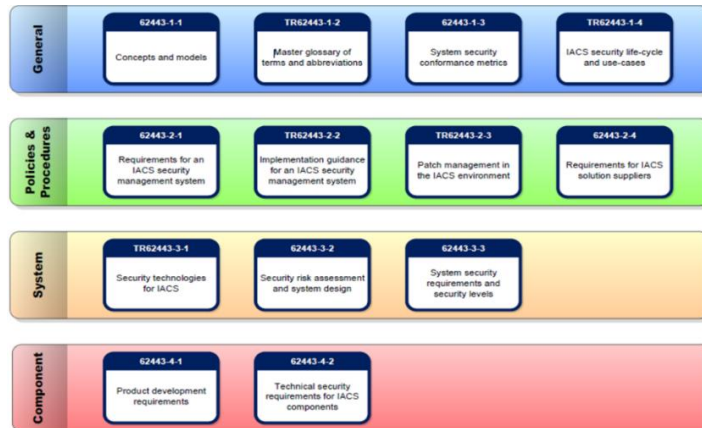 General
62443-1-1
Concepts and models
TR62443-1-2
Master glossary of
terms and abbreviations
62443-1-3
System security
conformance metrics
TR62443-1-4
IACS security life-cycle
and use-cases
Policies &
Procedures
62443-2-1
Requirements for an
IACS security
management system
TR62443-2-2
Implementation guidance
for an IACS security
management system
TR62443-2-3
Patch management in
the IACS environment
62443-2-4
Requirements for IACS
solution suppliers
System
TR62443-3-1
Security technologies
for IACS
62443-3-2
Security risk assessment
and system design
62443-3-3
System security
requirements and
security levels
Component
62443-4-1
Product development
requirements
62443-4-2
Technical security
requirements for IACS
components